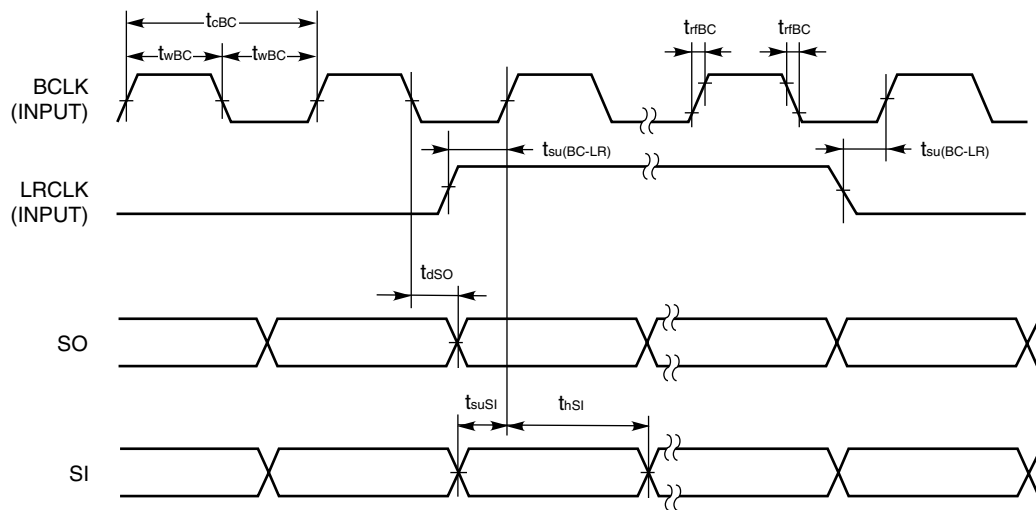 tcBC
twBC twBC
trfBC trfBC
BCLK
(INPUT)
tsu(BC-LR) tsu(BC-LR)
LRCLK
(INPUT)
tdSO
SO
tsuSI thSI
SI